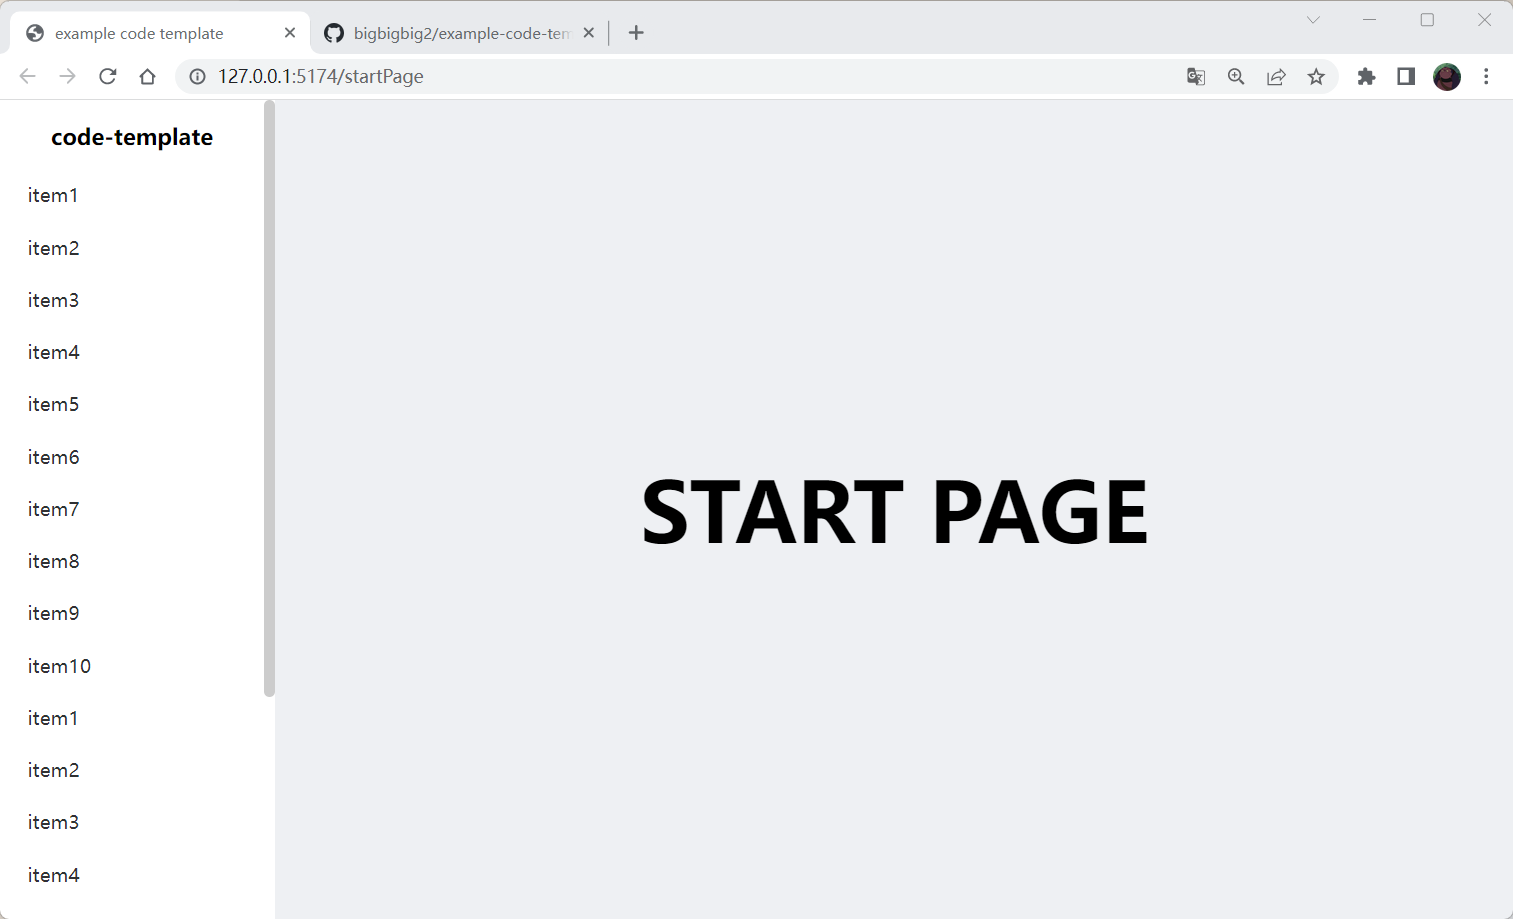 example code template
bigbigbig2/example-code-tem
127.0.0.1:5174/startPage
code-template
item1
item2
item3
item4
item5
item6
item7
item8
item9
item10
item1
item2
item3
item4
START PAGE